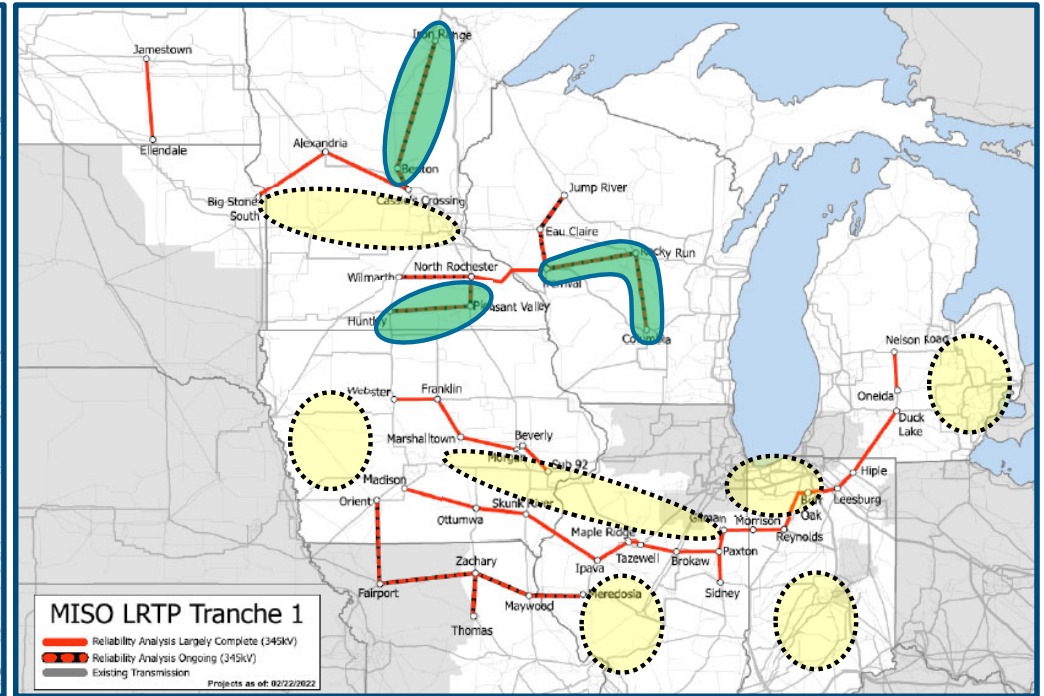 Iron Range
Jamestown
Ellendale
Alexandria
Benton
Big Stone
South
Cassie's Crossing
Jump River
Eau Claire
Rocky Run
Wilmarth
North Rochester
Tremval
Huntley
Pleasant Valley
Columbia
Nelson Road
Webster
Franklin
Oneida
Duck
Lake
Marshalltown
Beverly
Morgan
Sub 92
Madison
Orient
Hiple
Leesburg
Burr
Oak
Skunk River
Ottumwa
Gilman
Morrison
Reynolds
Maple Ridge
Ipava
Tazewell
Brokaw
Paxton
Sidney
Zachary
Fairport
Maywood
Meredosia
Thomas
MISO LRTP Tranche 1
Reliability Analysis Largely Complete (345kV)
Reliability Analysis Ongoing (345kV)
Existing Transmission
Projects as of: 02/22/2022